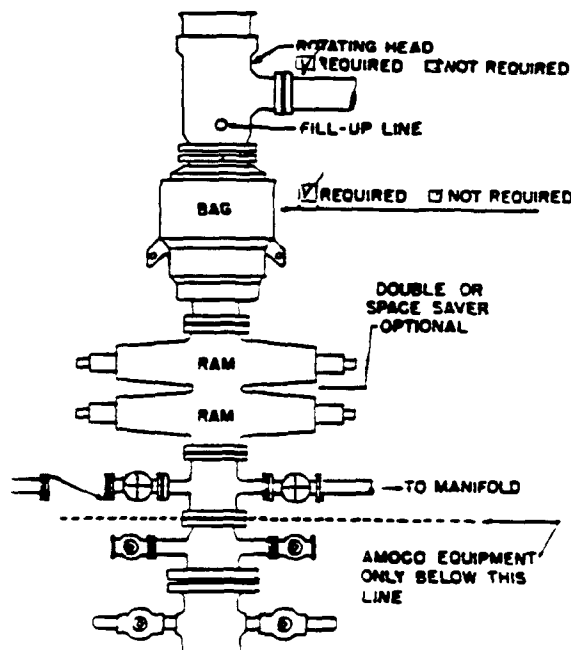 ROTATING HEAD
☑ REQUIRED ☐ NOT REQUIRED
FILL-UP LINE
BAG
☑ REQUIRED ☐ NOT REQUIRED
DOUBLE OR
SPACE SAVER
OPTIONAL
RAM
RAM
TO MANIFOLD
AMOCO EQUIPMENT
ONLY BELOW THIS
LINE